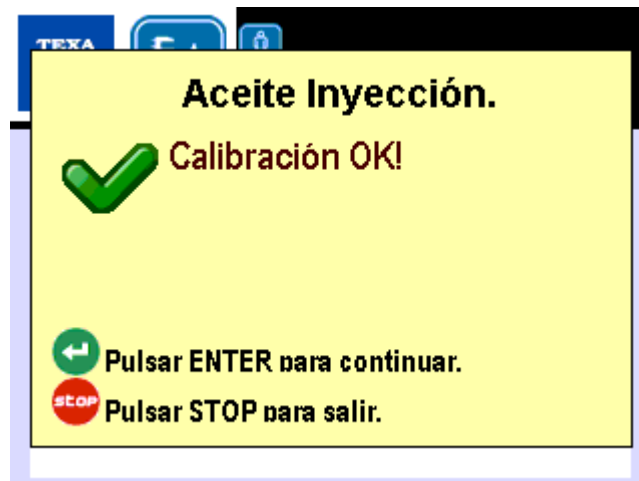 TEXA
Aceite Inyección.
Calibración OK!
Pulsar ENTER para continuar.
STOP Pulsar STOP para salir.